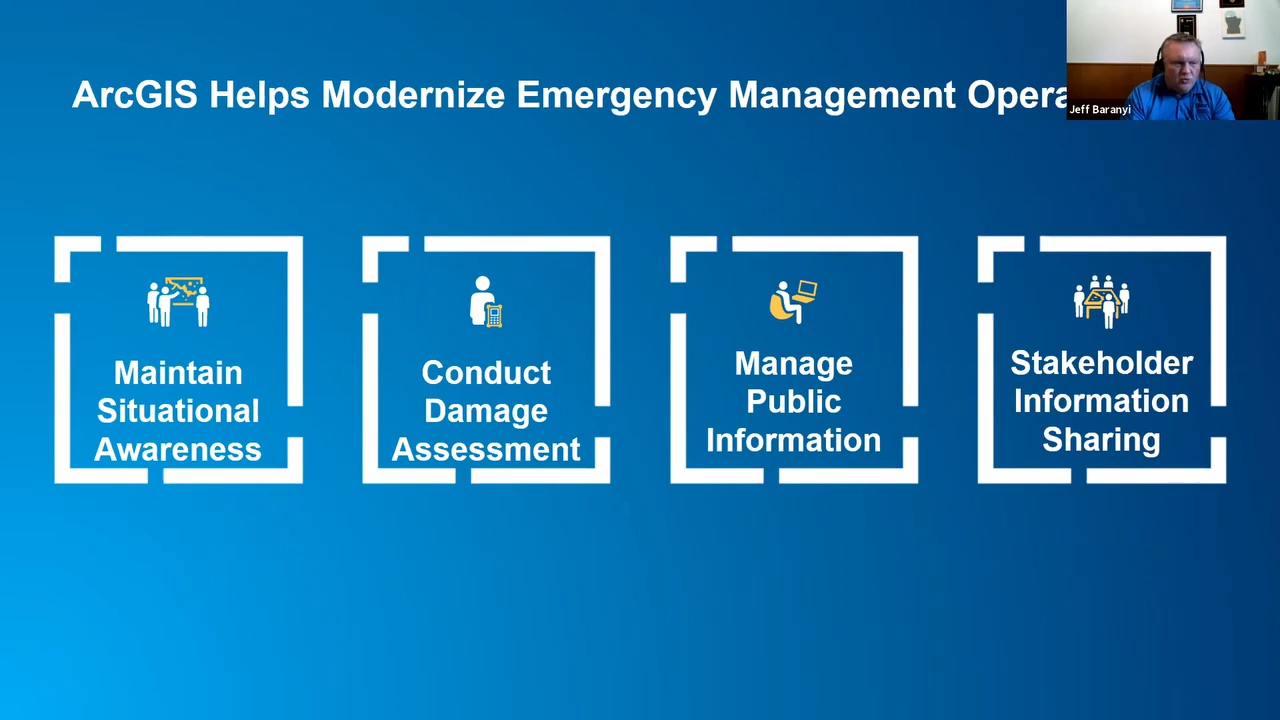 ArcGIS Helps Modernize Emergency Management Opera
Jeff Baranyi
Maintain
Situational
Awareness
Conduct
Damage
Assessment
Manage
Public
Information
Stakeholder
Information
Sharing